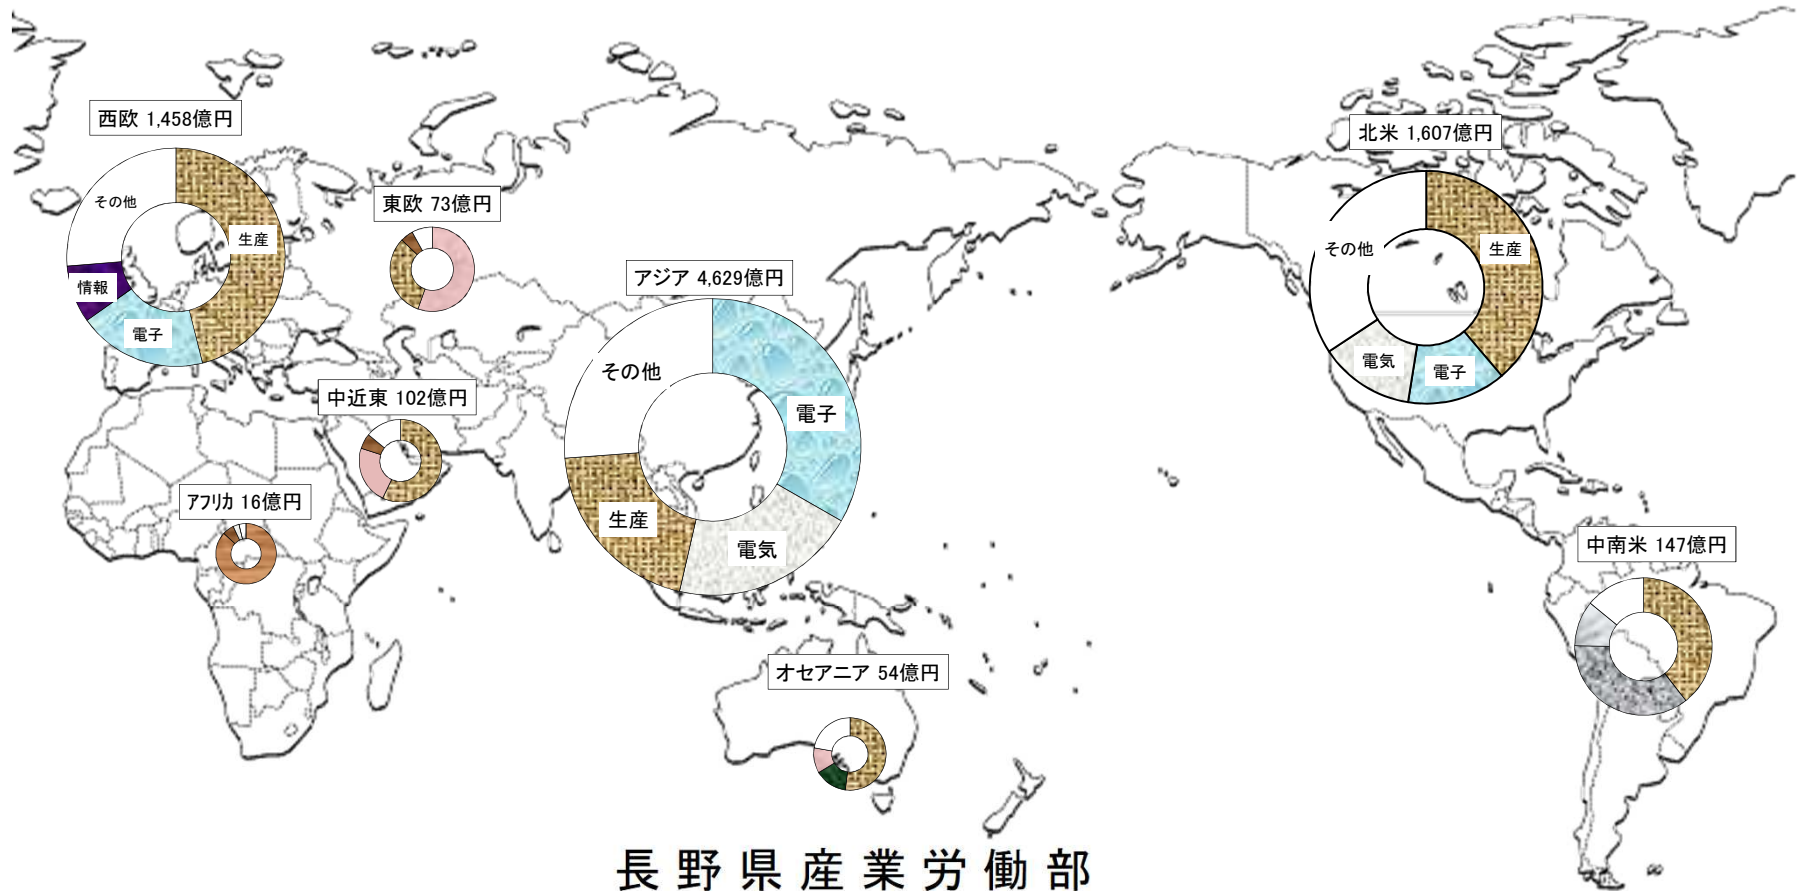 西欧 1,458億円
その他
生産
情報
電子
東欧 73億円
中近東 102億円
アフリカ 16億円
アジア 4,629億円
その他
電子
生産
電気
オセアニア 54億円
北米 1,607億円
その他
生産
電気
電子
中南米 147億円
長野県産業労働部